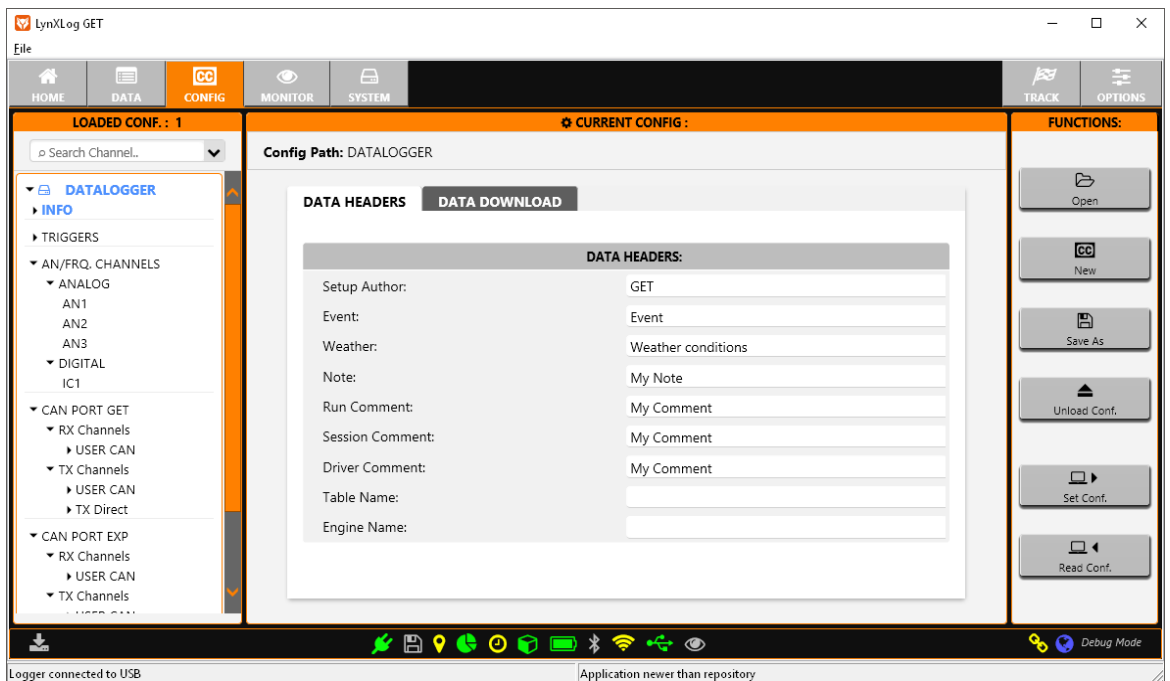 LynXLog GET
File
HOME
DATA
CC
CONFIG
MONITOR
SYSTEM
TRACK
OPTIONS
LOADED CONF. : 1
Search Channel..
DATALOGGER
INFO
TRIGGERS
AN/FRQ. CHANNELS
ANALOG
AN1
AN2
AN3
DIGITAL
IC1
CAN PORT GET
RX Channels
USER CAN
TX Channels
USER CAN
TX Direct
CAN PORT EXP
RX Channels
USER CAN
TX Channels
CURRENT CONFIG :
Config Path: DATALOGGER
DATA HEADERS
DATA DOWNLOAD
DATA HEADERS:
Setup Author: GET
Event: Event
Weather: Weather conditions
Note: My Note
Run Comment: My Comment
Session Comment: My Comment
Driver Comment: My Comment
Table Name:
Engine Name:
FUNCTIONS:
Open
CC
New
Save As
Unload Conf.
Set Conf.
Read Conf.
Debug Mode
Logger connected to USB
Application newer than repository